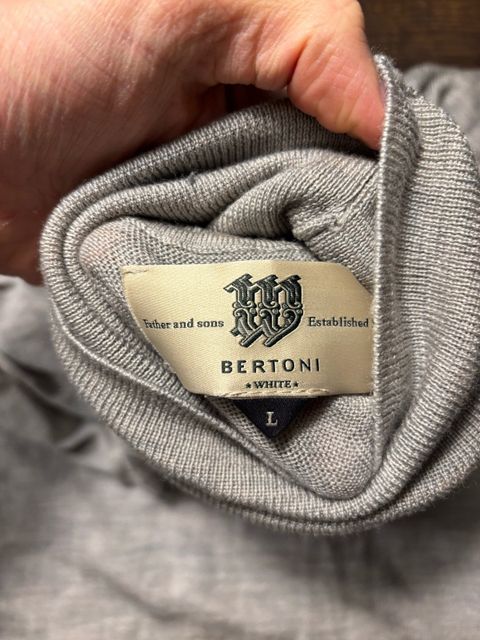 W
Father and sons Established
BERTONI
★ WHITE ★
L